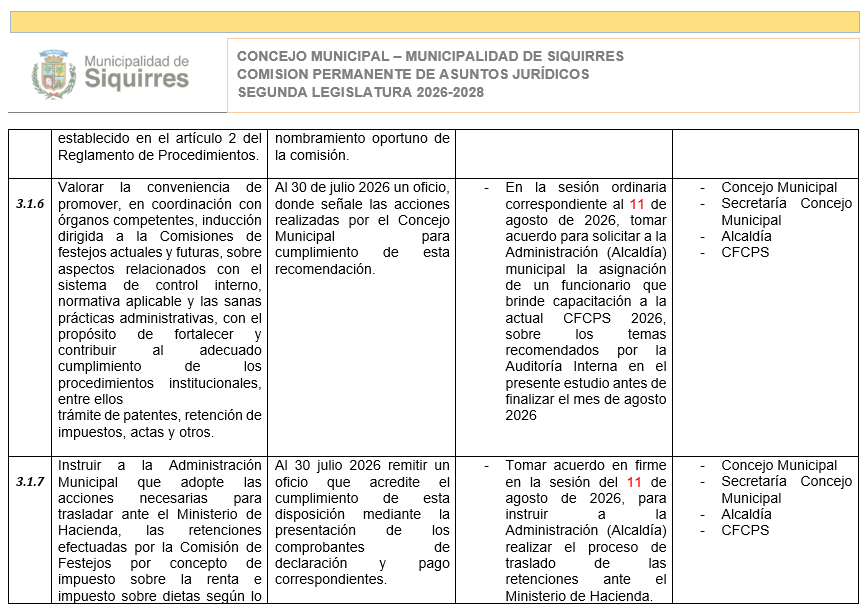 Municipalidad de
Siquirres
CONCEJO MUNICIPAL – MUNICIPALIDAD DE SIQUIRRES
COMISION PERMANENTE DE ASUNTOS JURÍDICOS
SEGUNDA LEGISLATURA 2026-2028
establecido en el artículo 2 del
Reglamento de Procedimientos.
nombramiento oportuno de
la comisión.
3.1.6
Valorar la conveniencia de
promover, en coordinación con
órganos competentes, inducción
dirigida a la Comisiones de
festejos actuales y futuras, sobre
aspectos relacionados con el
sistema de control interno,
normativa aplicable y las sanas
prácticas administrativas, con el
propósito de fortalecer y
contribuir al adecuado
cumplimiento de los
procedimientos institucionales,
entre ellos
trámite de patentes, retención de
impuestos, actas y otros.
Al 30 de julio 2026 un oficio,
donde señale las acciones
realizadas por el Concejo
Municipal para
cumplimiento de esta
recomendación.
- En la sesión ordinaria
correspondiente al 11 de
agosto de 2026, tomar
acuerdo para solicitar a la
Administración (Alcaldía)
municipal la asignación
de un funcionario que
brinde capacitación a la
actual CFCPS 2026,
sobre los temas
recomendados por la
Auditoría Interna en el
presente estudio antes de
finalizar el mes de agosto
2026
- Concejo Municipal
- Secretaría Concejo
Municipal
- Alcaldía
- CFCPS
3.1.7
Instruir a la Administración
Municipal que adopte las
acciones necesarias para
trasladar ante el Ministerio de
Hacienda, las retenciones
efectuadas por la Comisión de
Festejos por concepto de
impuesto sobre la renta e
impuesto sobre dietas según lo
Al 30 julio 2026 remitir un
oficio que acredite el
cumplimiento de esta
disposición mediante la
presentación de los
comprobantes de
declaración y pago
correspondientes.
- Tomar acuerdo en firme
en la sesión del 11 de
agosto de 2026, para
instruir a la
Administración (Alcaldía)
realizar el proceso de
traslado de las
retenciones ante el
Ministerio de Hacienda.
- Concejo Municipal
- Secretaría Concejo
Municipal
- Alcaldía
- CFCPS